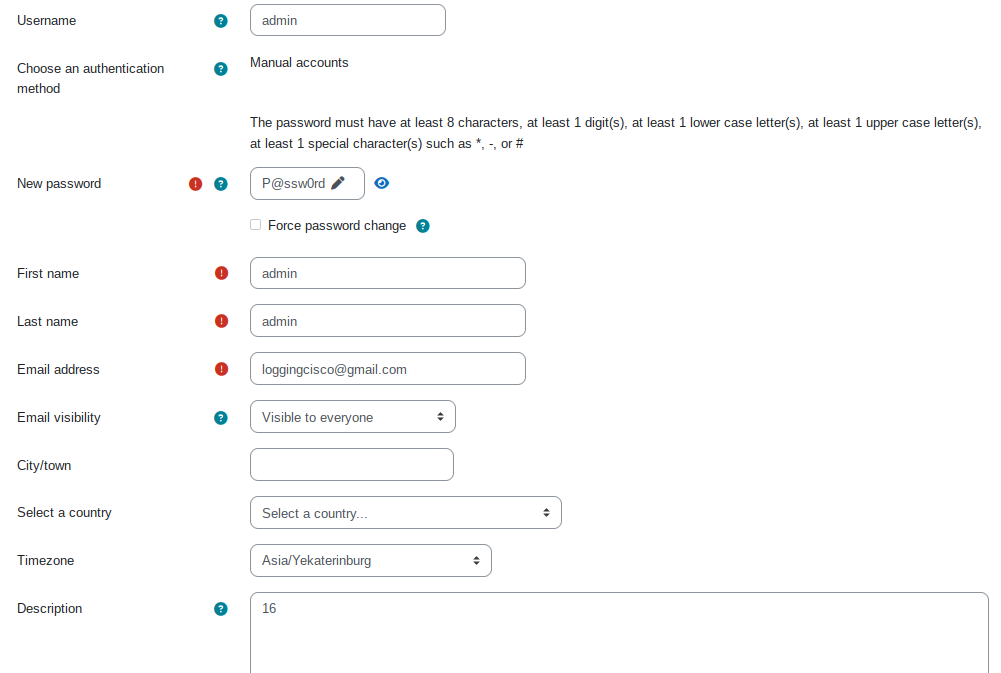 Username
admin
Choose an authentication
method
Manual accounts
The password must have at least 8 characters, at least 1 digit(s), at least 1 lower case letter(s), at least 1 upper case letter(s),
at least 1 special character(s) such as *, -, or #
New password
P@ssw0rd
Force password change
First name
admin
Last name
admin
Email address
loggingcisco@gmail.com
Email visibility
Visible to everyone
City/town
Select a country
Select a country...
Timezone
Asia/Yekaterinburg
Description
16